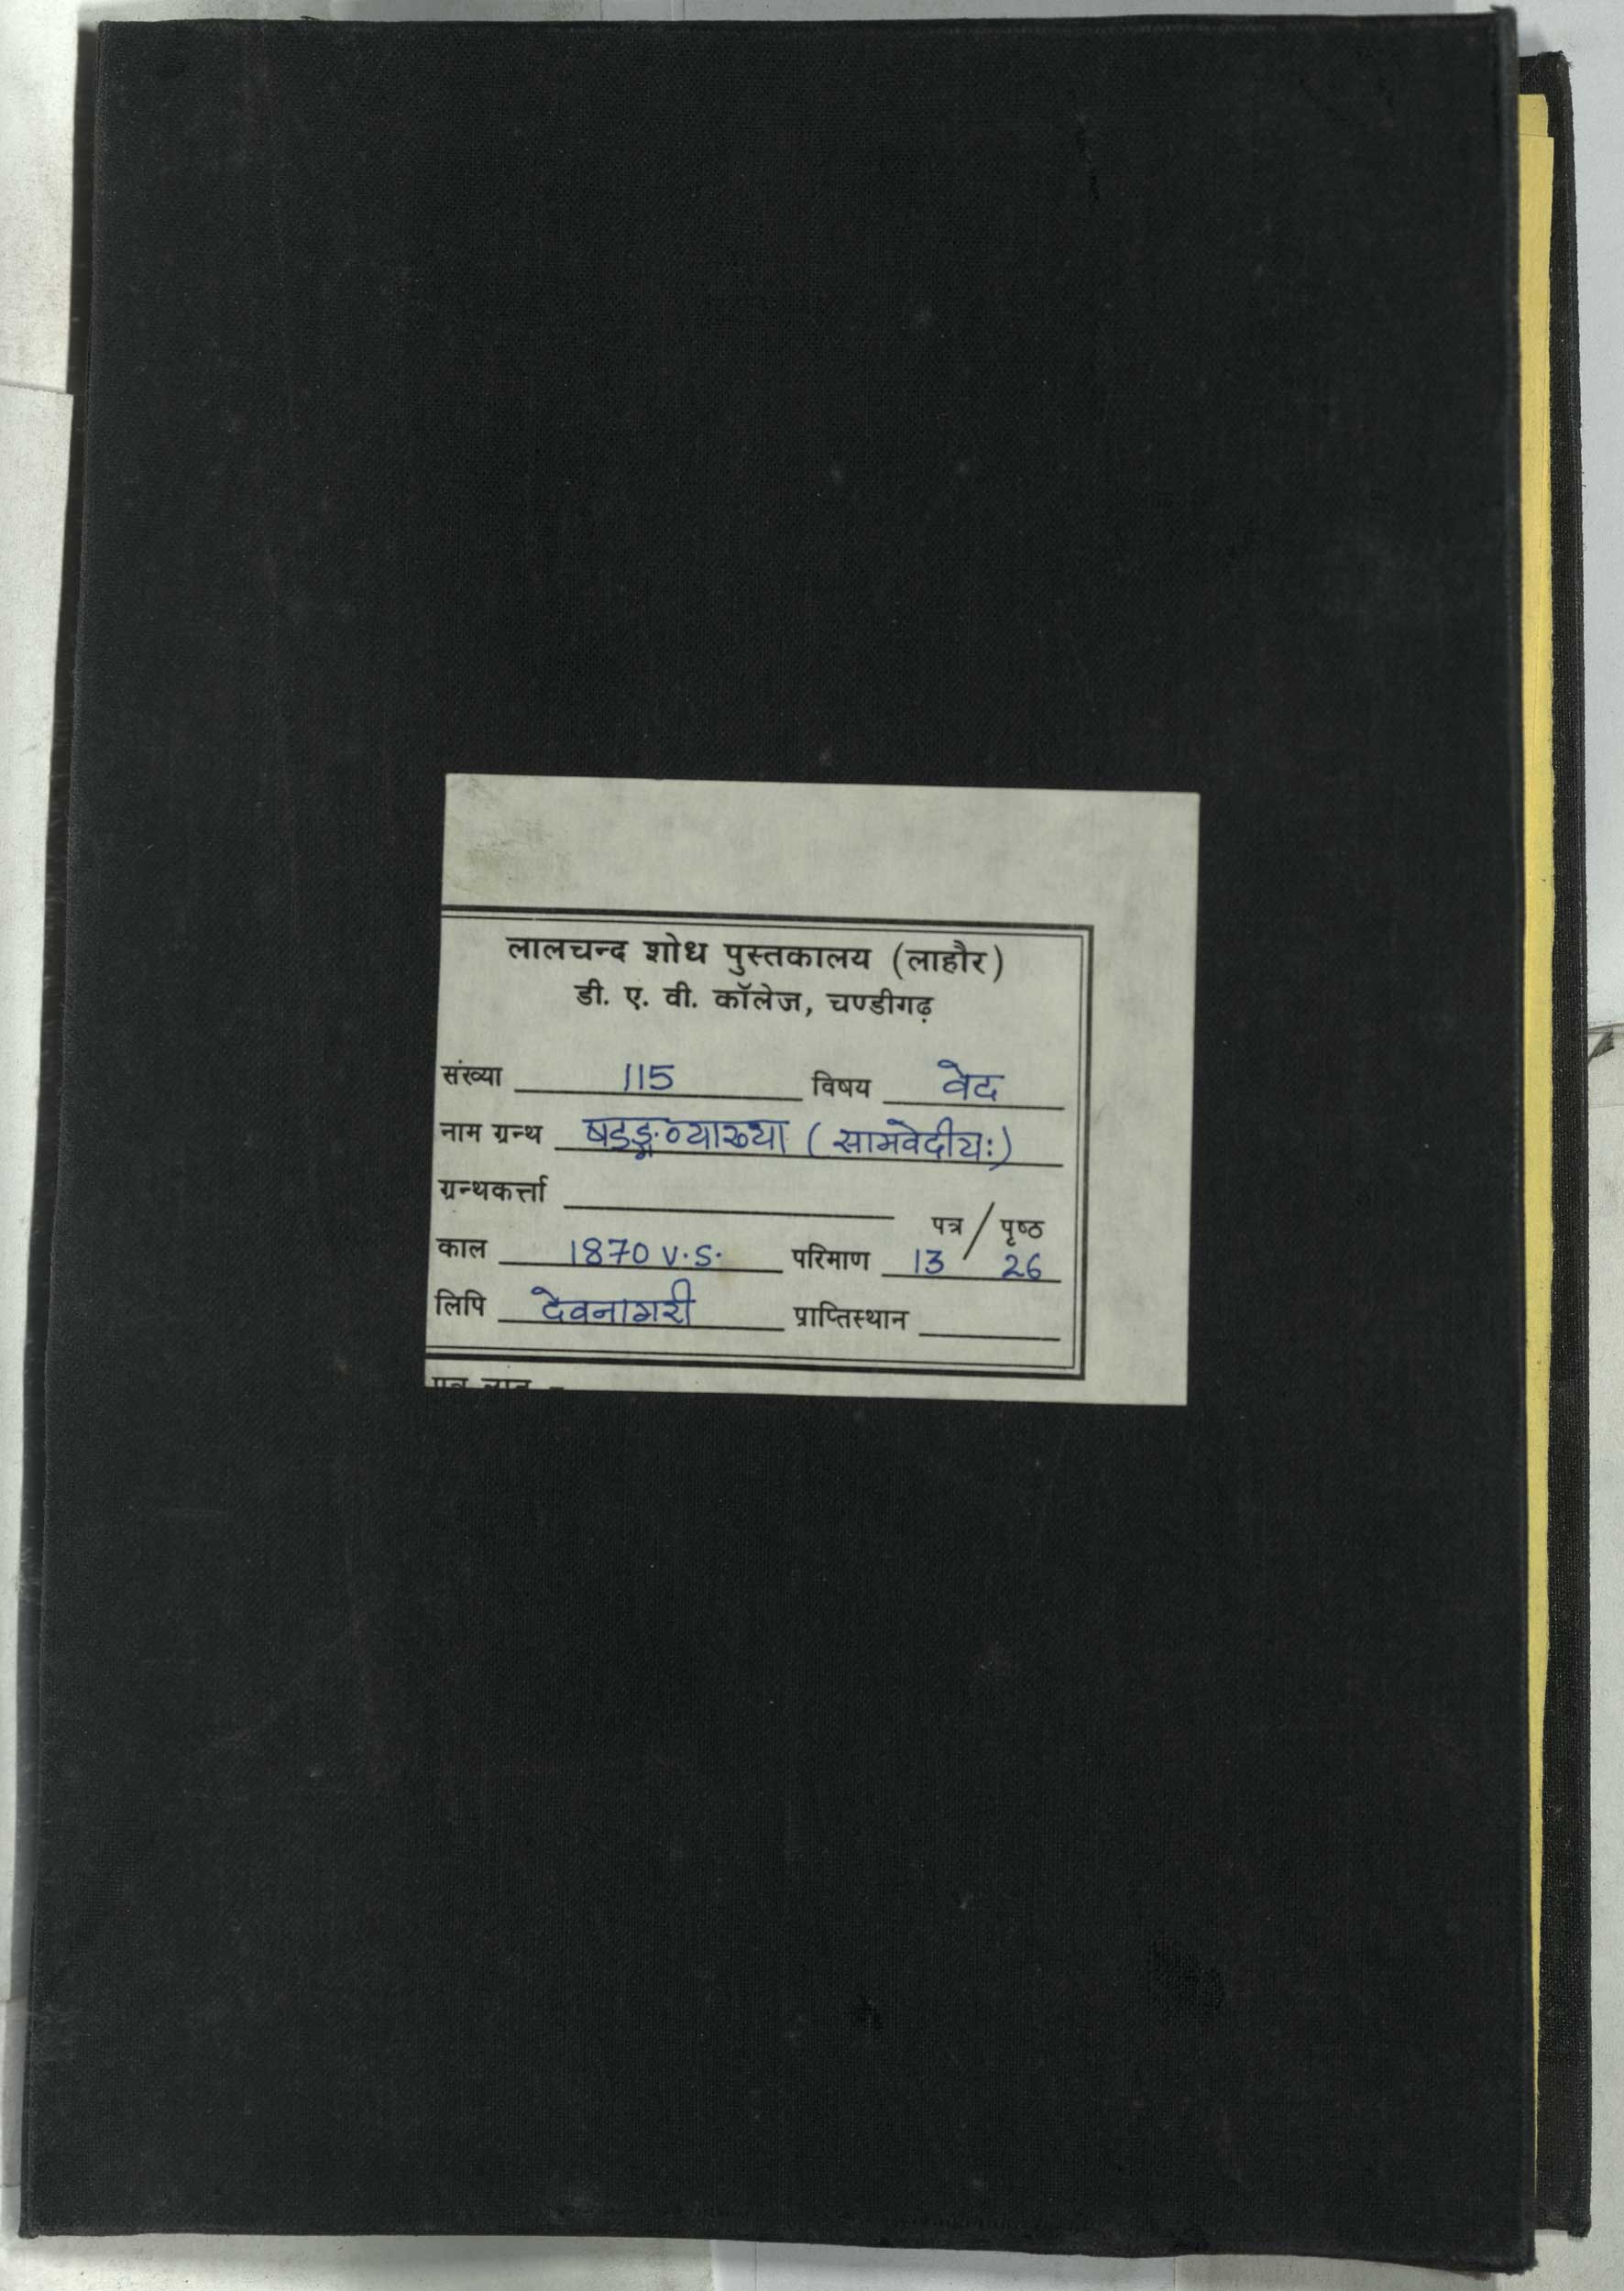 लालचन्द शोध पुस्तकालय (लाहौर)
डी. ए. वी. कॉलेज, चण्डीगढ़
संख्या 115 विषय वेद
नाम ग्रन्थ षडङ्ग.व्याख्या (सामवेदीयः)
ग्रन्थकर्त्ता
पत्र / पृष्ठ
काल 1870 V.S. परिमाण 13 26
लिपि देवनागरी प्राप्तिस्थान